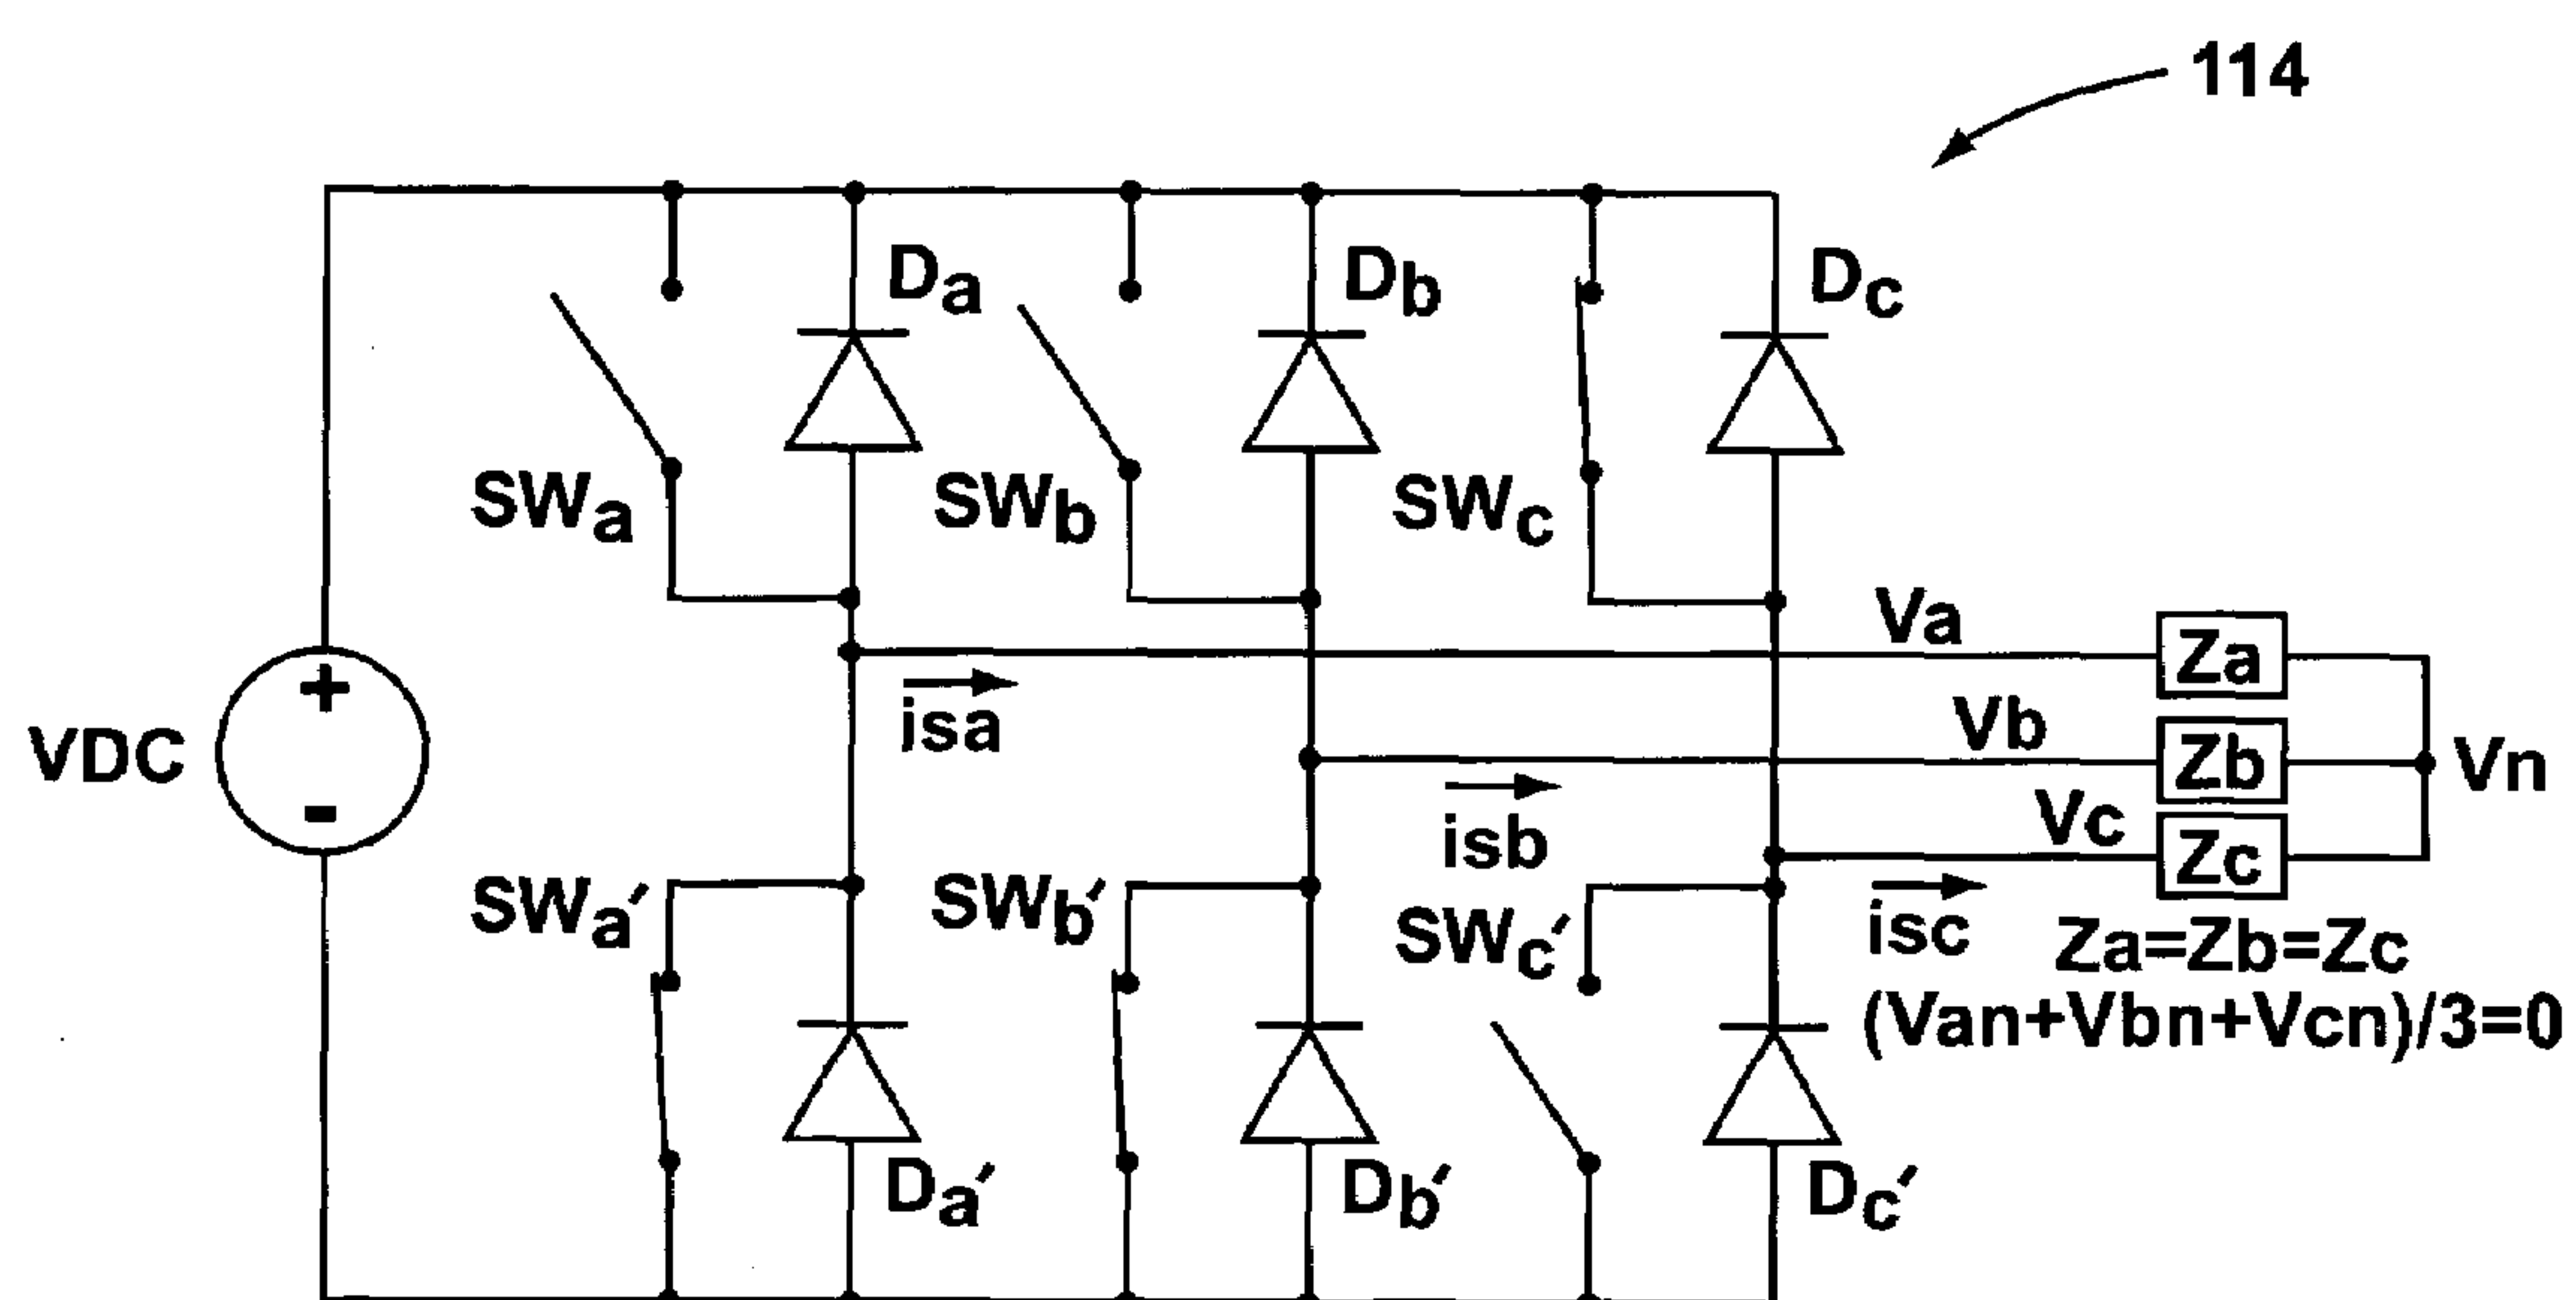 114
Da
Db
Dc
SWa
SWb
SWc
Va
Za
isa
Vb
Zb
Vn
VDC
+
-
Vc
Zc
isb
isc
SWa′
SWb′
SWc′
Za=Zb=Zc
(Van+Vbn+Vcn)/3=0
Da′
Db′
Dc′